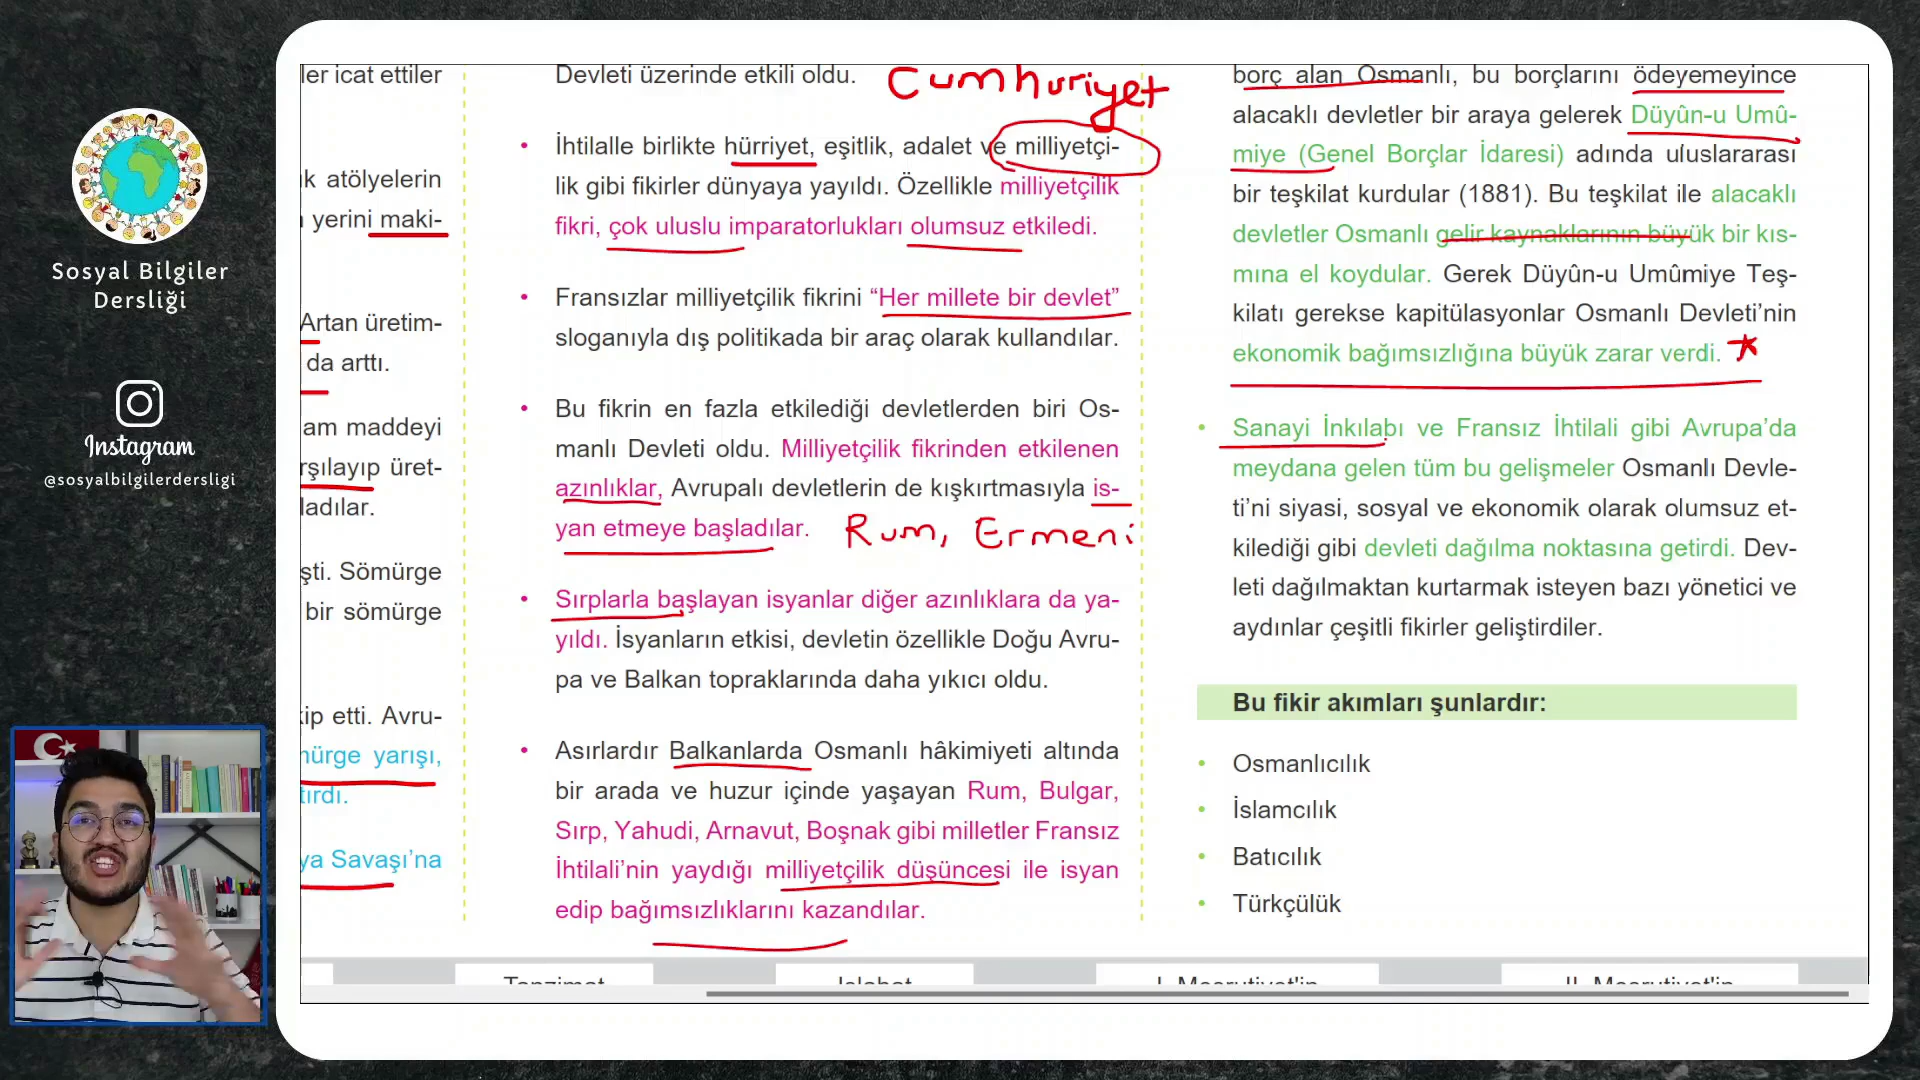 Sosyal Bilgiler
Dersliği
Instagram
@sosyalbilgilerdersligi
ler icat ettiler
k atölyelerin
yerini maki-
Artan üretim-
da arttı.
am maddeyi
rşılayıp üret-
ladılar.
şti. Sömürge
bir sömürge
ip etti. Avru-
mürge yarışı,
tırdı.
ya Savaşı’na
Devleti üzerinde etkili oldu.
Cumhuriyet
• İhtilalle birlikte hürriyet, eşitlik, adalet ve milliyetçi-
lik gibi fikirler dünyaya yayıldı. Özellikle milliyetçilik
fikri, çok uluslu imparatorlukları olumsuz etkiledi.
• Fransızlar milliyetçilik fikrini “Her millete bir devlet”
sloganıyla dış politikada bir araç olarak kullandılar.
• Bu fikrin en fazla etkilediği devletlerden biri Os-
manlı Devleti oldu. Milliyetçilik fikrinden etkilenen
azınlıklar, Avrupalı devletlerin de kışkırtmasıyla is-
yan etmeye başladılar.
Rum, Ermeni
• Sırplarla başlayan isyanlar diğer azınlıklara da ya-
yıldı. İsyanların etkisi, devletin özellikle Doğu Avru-
pa ve Balkan topraklarında daha yıkıcı oldu.
• Asırlardır Balkanlarda Osmanlı hâkimiyeti altında
bir arada ve huzur içinde yaşayan Rum, Bulgar,
Sırp, Yahudi, Arnavut, Boşnak gibi milletler Fransız
İhtilali’nin yaydığı milliyetçilik düşüncesi ile isyan
edip bağımsızlıklarını kazandılar.
borç alan Osmanlı, bu borçlarını ödeyemeyince
alacaklı devletler bir araya gelerek Düyûn-u Umû-
miye (Genel Borçlar İdaresi) adında uluslararası
bir teşkilat kurdular (1881). Bu teşkilat ile alacaklı
devletler Osmanlı gelir kaynaklarının büyük bir kıs-
mına el koydular. Gerek Düyûn-u Umûmiye Teş-
kilatı gerekse kapitülasyonlar Osmanlı Devleti’nin
ekonomik bağımsızlığına büyük zarar verdi.
• Sanayi İnkılabı ve Fransız İhtilali gibi Avrupa’da
meydana gelen tüm bu gelişmeler Osmanlı Devle-
ti’ni siyasi, sosyal ve ekonomik olarak olumsuz et-
kilediği gibi devleti dağılma noktasına getirdi. Dev-
leti dağılmaktan kurtarmak isteyen bazı yönetici ve
aydınlar çeşitli fikirler geliştirdiler.
Bu fikir akımları şunlardır:
• Osmanlıcılık
• İslamcılık
• Batıcılık
• Türkçülük
Tanzimat
Islahat
I. Meşrutiyet'in
II. Meşrutiyet'in